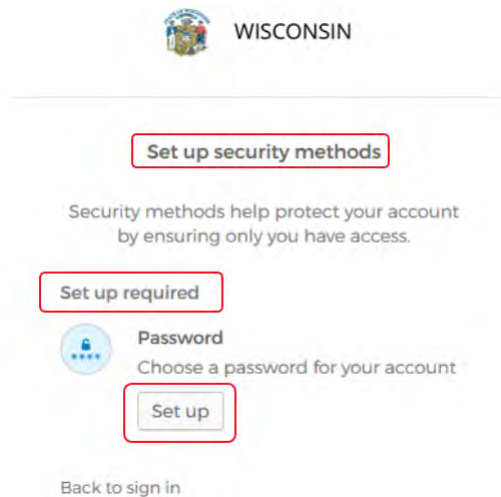 WISCONSIN
Set up security methods
Security methods help protect your account
by ensuring only you have access.
Set up required
Password
Choose a password for your account
Set up
Back to sign in